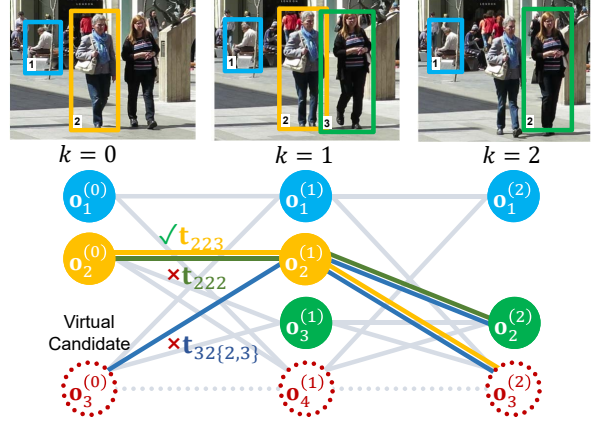 1
2
1
2
3
1
2
k = 0
k = 1
k = 2
o₁⁽⁰⁾
o₁⁽¹⁾
o₁⁽²⁾
✓t₂₂₃
o₂⁽⁰⁾
o₂⁽¹⁾
×t₂₂₂
Virtual
Candidate
o₃⁽¹⁾
o₂⁽²⁾
×t₃₂{₂,₃}
o₃⁽⁰⁾
o₄⁽¹⁾
o₃⁽²⁾